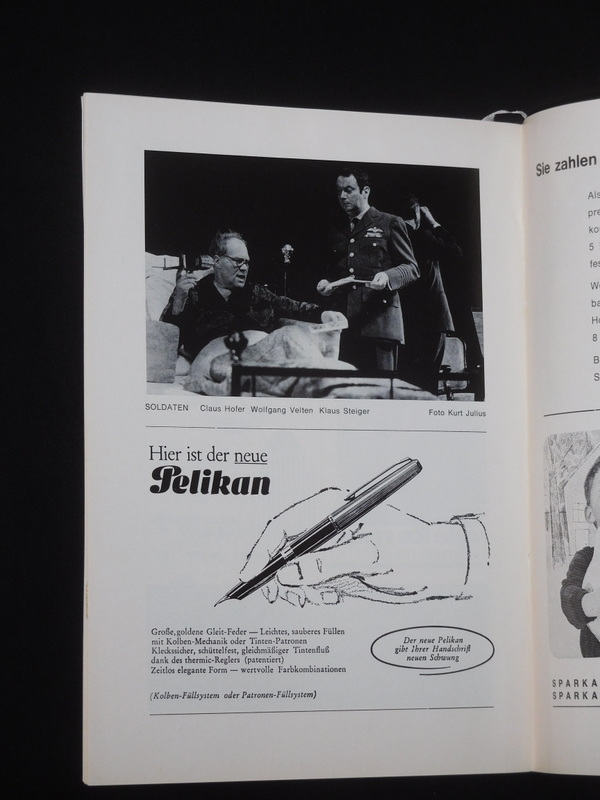 SOLDATEN Claus Hofer Wolfgang Velten Klaus Steiger Foto Kurt Julius
Hier ist der neue
Pelikan
Große, goldene Gleit-Feder — Leichtes, sauberes Füllen
mit Kolben-Mechanik oder Tinten-Patronen
Kleckssicher, schüttelfest, gleichmäßiger Tintenfluß
dank des thermic-Reglers (patentiert)
Zeitlos elegante Form — wertvolle Farbkombinationen
(Kolben-Füllsystem oder Patronen-Füllsystem)
Der neue Pelikan
gibt Ihrer Handschrift
neuen Schwung
Sie zahlen
5
8
SPARKA
SPARKA